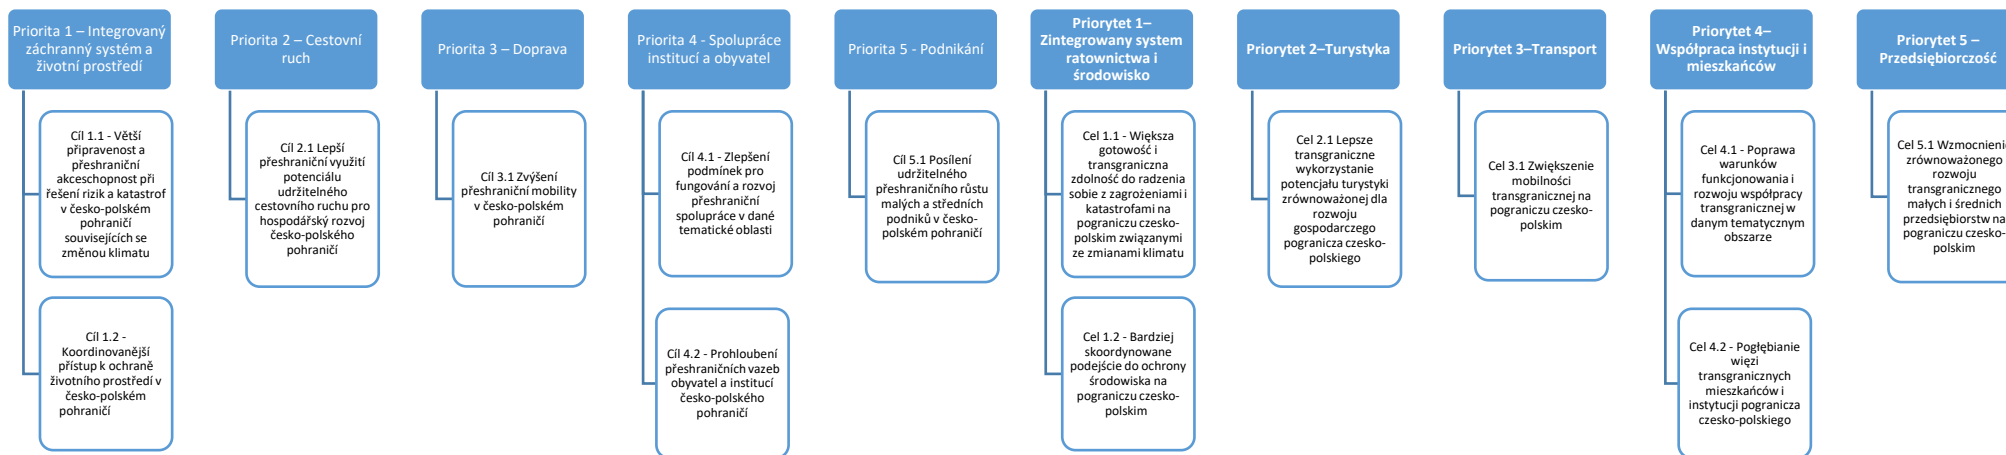 Priorita 1 – Integrovaný
záchranný systém a
životní prostředí
Cíl 1.1 - Větší
připravenost a
přeshraniční
akceschopnost při
řešení rizik a katastrof
v česko-polském
pohraničí
souvisejících se
změnou klimatu
Cíl 1.2 -
Koordinovanější
přístup k ochraně
životního prostředí v
česko-polském
pohraničí
Priorita 2 – Cestovní
ruch
Cíl 2.1 Lepší
přeshraniční využití
potenciálu
udržitelného
cestovního ruchu pro
hospodářský rozvoj
česko-polského
pohraničí
Priorita 3 – Doprava
Cíl 3.1 Zvýšení
přeshraniční mobility
v česko-polském
pohraničí
Priorita 4 - Spolupráce
institucí a obyvatel
Cíl 4.1 - Zlepšení
podmínek pro
fungování a rozvoj
přeshraniční
spolupráce v dané
tematické oblasti
Cíl 4.2 - Prohloubení
přeshraničních vazeb
obyvatel a institucí
česko-polského
pohraničí
Priorita 5 - Podnikání
Cíl 5.1 Posílení
udržitelného
přeshraničního růstu
malých a středních
podniků v česko-
polském pohraničí
Priorytet 1–
Zintegrowany system
ratownictwa i
środowisko
Cel 1.1 - Większa
gotowość i
transgraniczna
zdolność do radzenia
sobie z zagrożeniami i
katastrofami na
pograniczu czesko-
polskim związanymi
ze zmianami klimatu
Cel 1.2 - Bardziej
skoordynowane
podejście do ochrony
środowiska na
pograniczu czesko-
polskim
Priorytet 2–Turystyka
Cel 2.1 Lepsze
transgraniczne
wykorzystanie
potencjału turystyki
zrównoważonej dla
rozwoju
gospodarczego
pogranicza czesko-
polskiego
Priorytet 3–Transport
Cel 3.1 Zwiększenie
mobilności
transgranicznej na
pograniczu czesko-
polskim
Priorytet 4–
Współpraca instytucji i
mieszkańców
Cel 4.1 - Poprawa
warunków
funkcjonowania i
rozwoju współpracy
transgranicznej w
danym tematycznym
obszarze
Cel 4.2 - Pogłębianie
więzi
transgranicznych
mieszkańców i
instytucji pogranicza
czesko-polskiego
Priorytet 5 –
Przedsiębiorczość
Cel 5.1 Wzmocnienie
zrównoważonego
rozwoju
transgranicznego
małych i średnich
przedsiębiorstw na
pograniczu czesko-
polskim